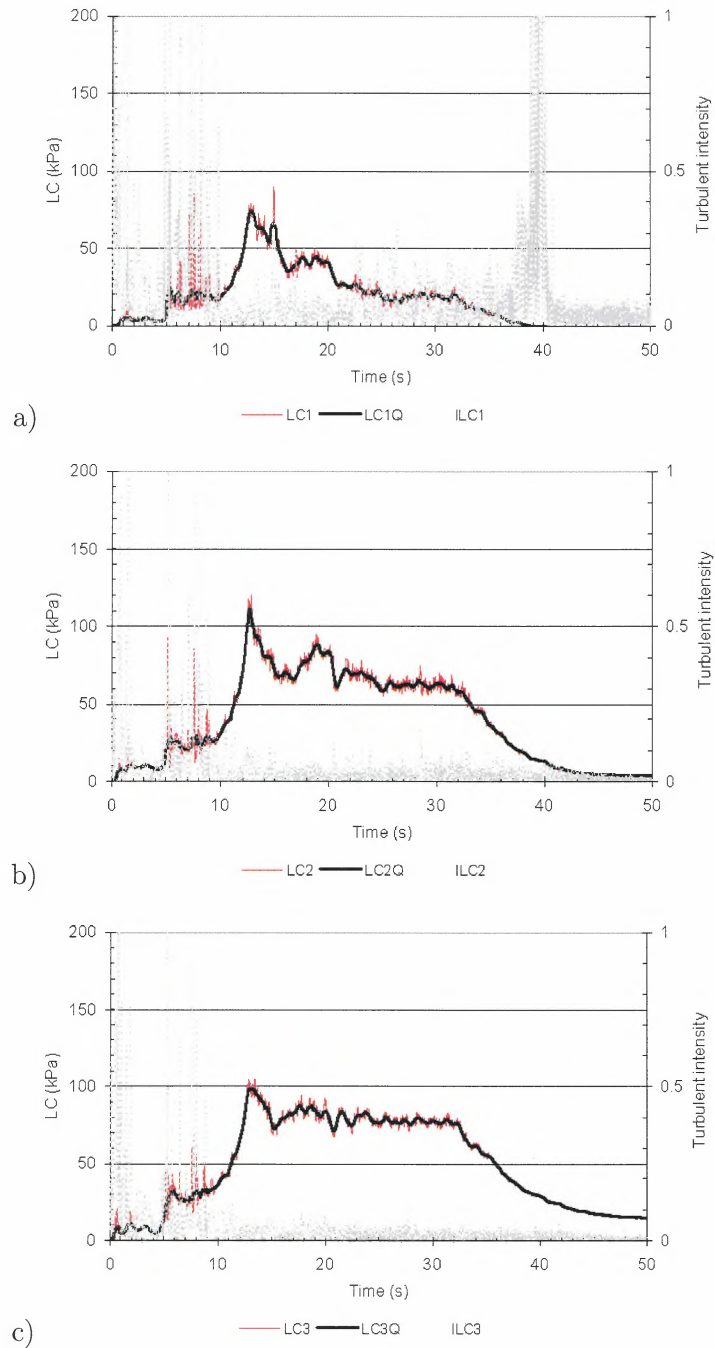 200
150
100
50
0
LC (kPa)
1
0.5
0
Turbulent intensity
0 10 20 30 40 50
Time (s)
LC1 LC1Q ILC1
a)
200
150
100
50
0
LC (kPa)
1
0.5
0
Turbulent intensity
0 10 20 30 40 50
Time (s)
LC2 LC2Q ILC2
b)
200
150
100
50
0
LC (kPa)
1
0.5
0
Turbulent intensity
0 10 20 30 40 50
Time (s)
LC3 LC3Q ILC3
c)